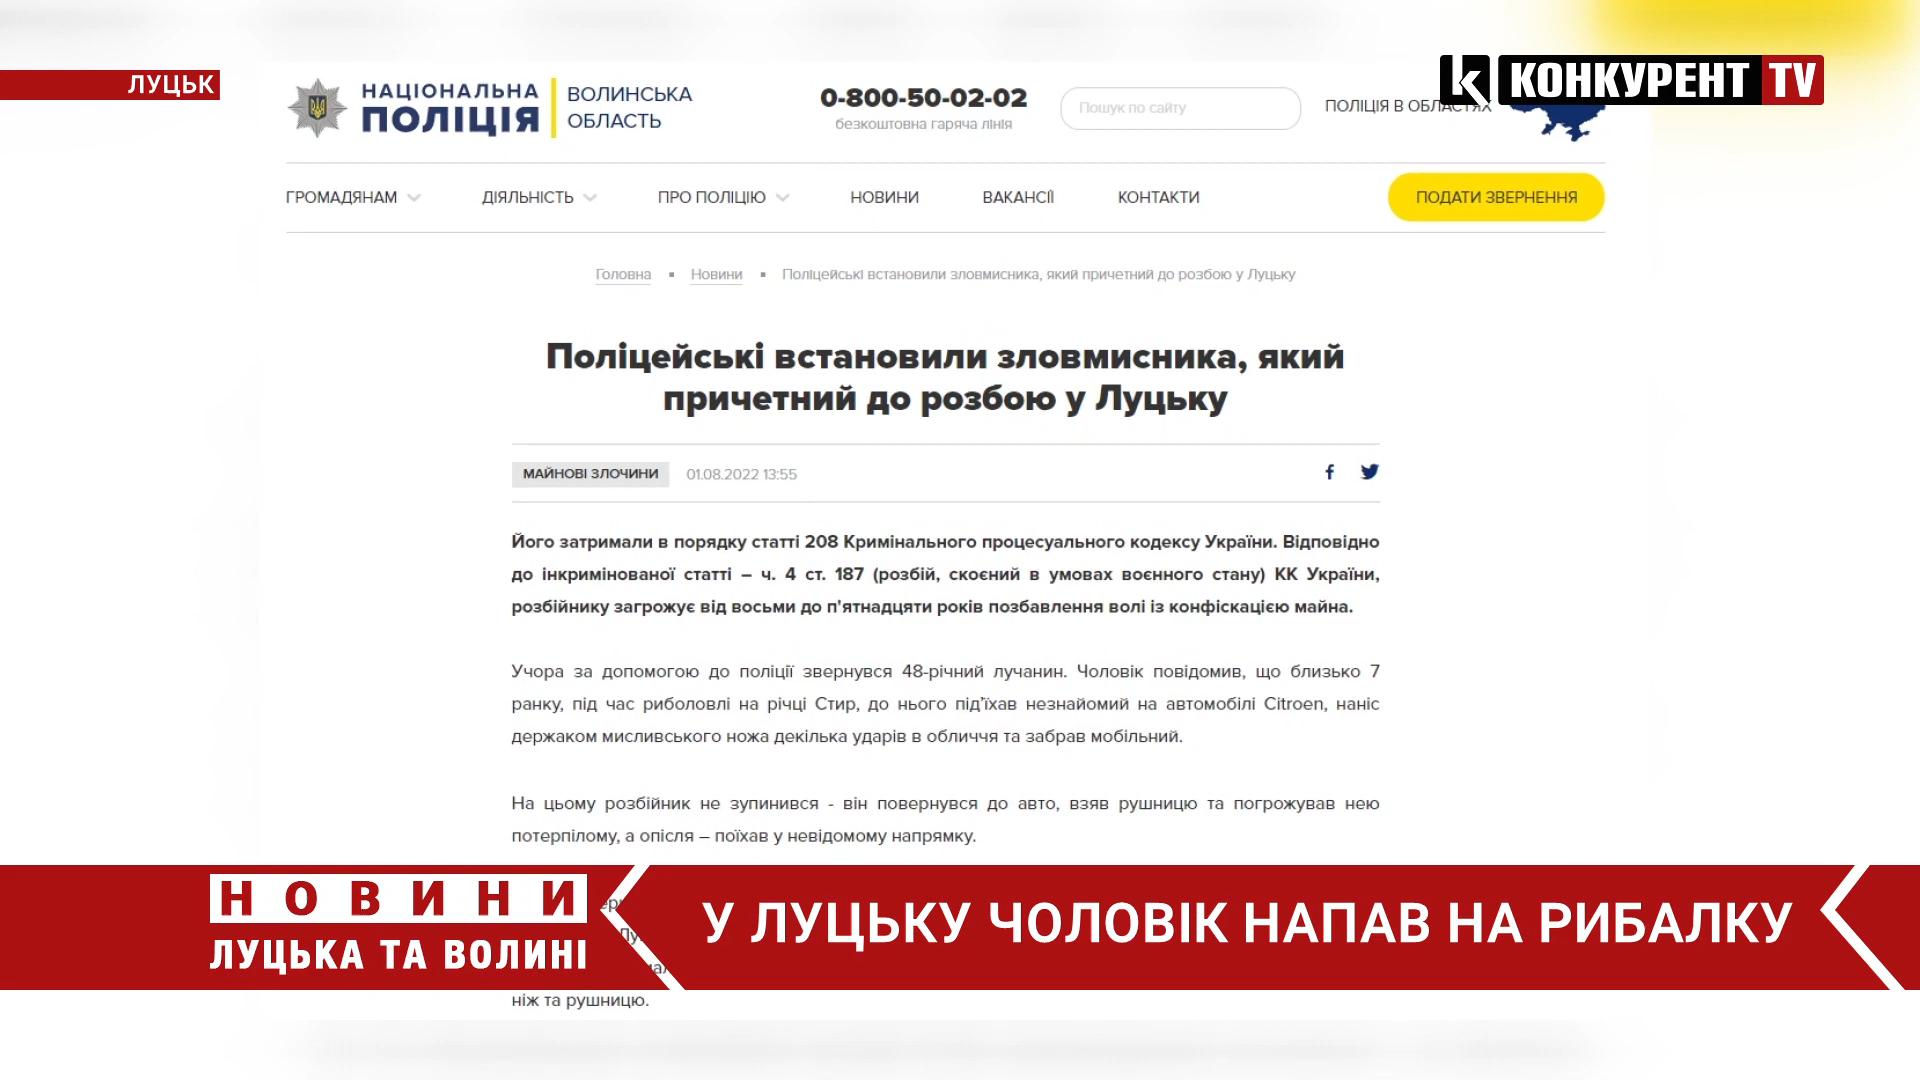 ЛУЦЬК
НАЦІОНАЛЬНА
ПОЛІЦІЯ
ВОЛИНСЬКА
ОБЛАСТЬ
0-800-50-02-02
безкоштовна гаряча лінія
Пошук по сайту
ПОЛІЦІЯ В ОБЛАСТЯХ
k КОНКУРЕНТ TV
ГРОМАДЯНАМ ДІЯЛЬНІСТЬ ПРО ПОЛІЦІЮ НОВИНИ ВАКАНСІЇ КОНТАКТИ ПОДАТИ ЗВЕРНЕННЯ
Головна ▪ Новини ▪ Поліцейські встановили зловмисника, який причетний до розбою у Луцьку
Поліцейські встановили зловмисника, який
причетний до розбою у Луцьку
МАЙНОВІ ЗЛОЧИНИ 01.08.2022 13:55
Його затримали в порядку статті 208 Кримінального процесуального кодексу України. Відповідно
до інкримінованої статті – ч. 4 ст. 187 (розбій, скоєний в умовах воєнного стану) КК України,
розбійнику загрожує від восьми до п'ятнадцяти років позбавлення волі із конфіскацією майна.
Учора за допомогою до поліції звернувся 48-річний лучанин. Чоловік повідомив, що близько 7
ранку, під час риболовлі на річці Стир, до нього під’їхав незнайомий на автомобілі Citroen, наніс
держаком мисливського ножа декілька ударів в обличчя та забрав мобільний.
На цьому розбійник не зупинився - він повернувся до авто, взяв рушницю та погрожував нею
потерпілому, а опісля – поїхав у невідомому напрямку.
НОВИНИ
ЛУЦЬКА ТА ВОЛИНІ
У ЛУЦЬКУ ЧОЛОВІК НАПАВ НА РИБАЛКУ
ніж та рушницю.